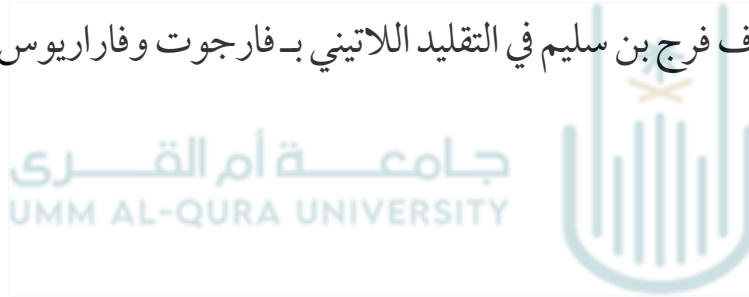 ف فرج بن سليم في التقليد اللاتيني بـ فارجوت وفاراريوس
جامعة أم القرى
UMM AL-QURA UNIVERSITY